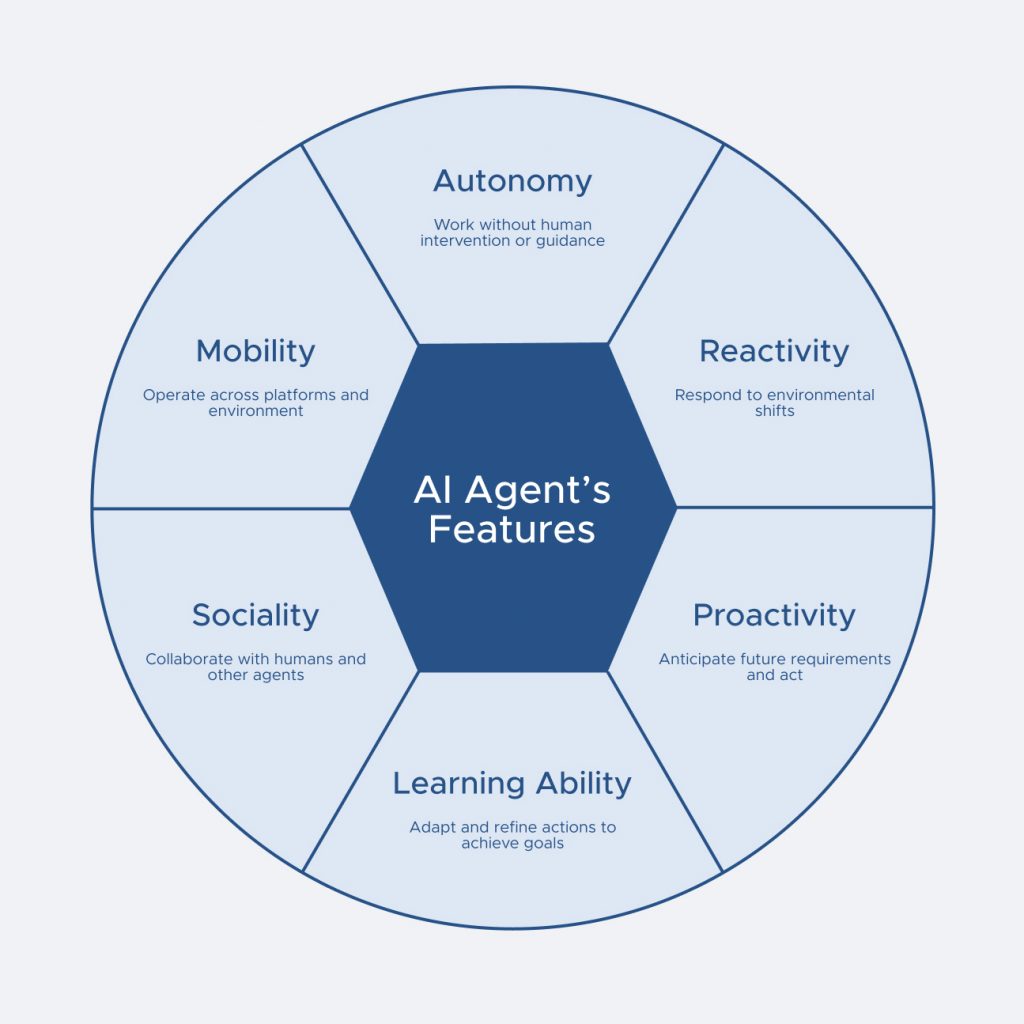 Autonomy
Work without human
intervention or guidance
Mobility
Operate across platforms and
environment
Reactivity
Respond to environmental
shifts
AI Agent’s
Features
Sociality
Collaborate with humans and
other agents
Proactivity
Anticipate future requirements
and act
Learning Ability
Adapt and refine actions to
achieve goals